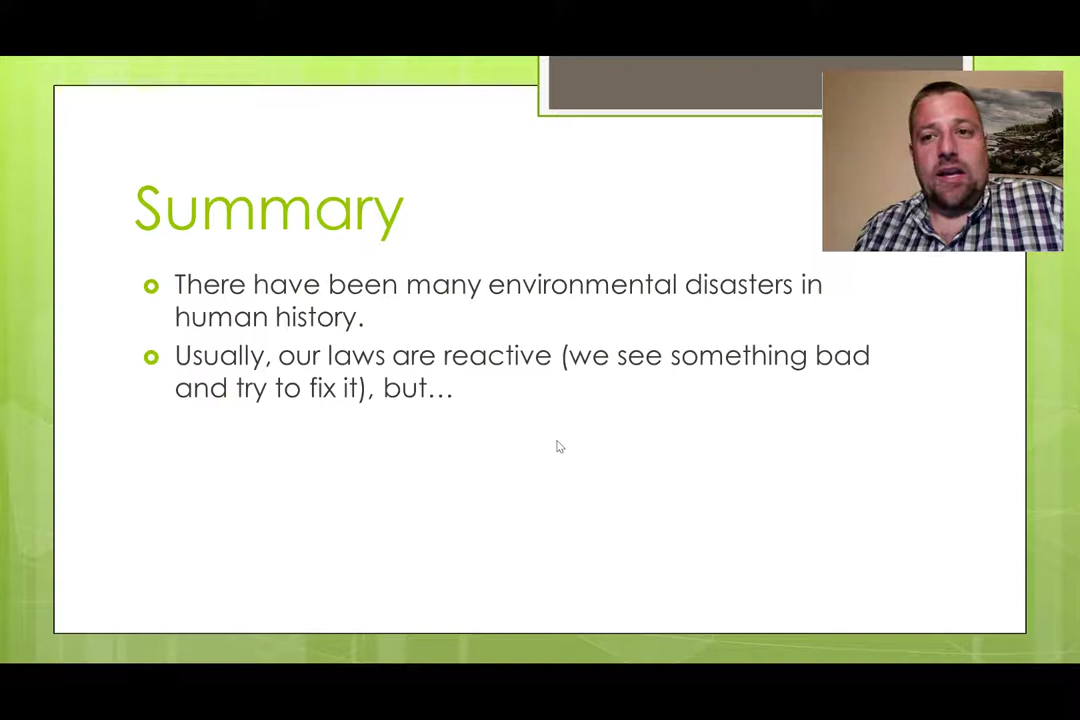 Summary
There have been many environmental disasters in
human history.
Usually, our laws are reactive (we see something bad
and try to fix it), but…